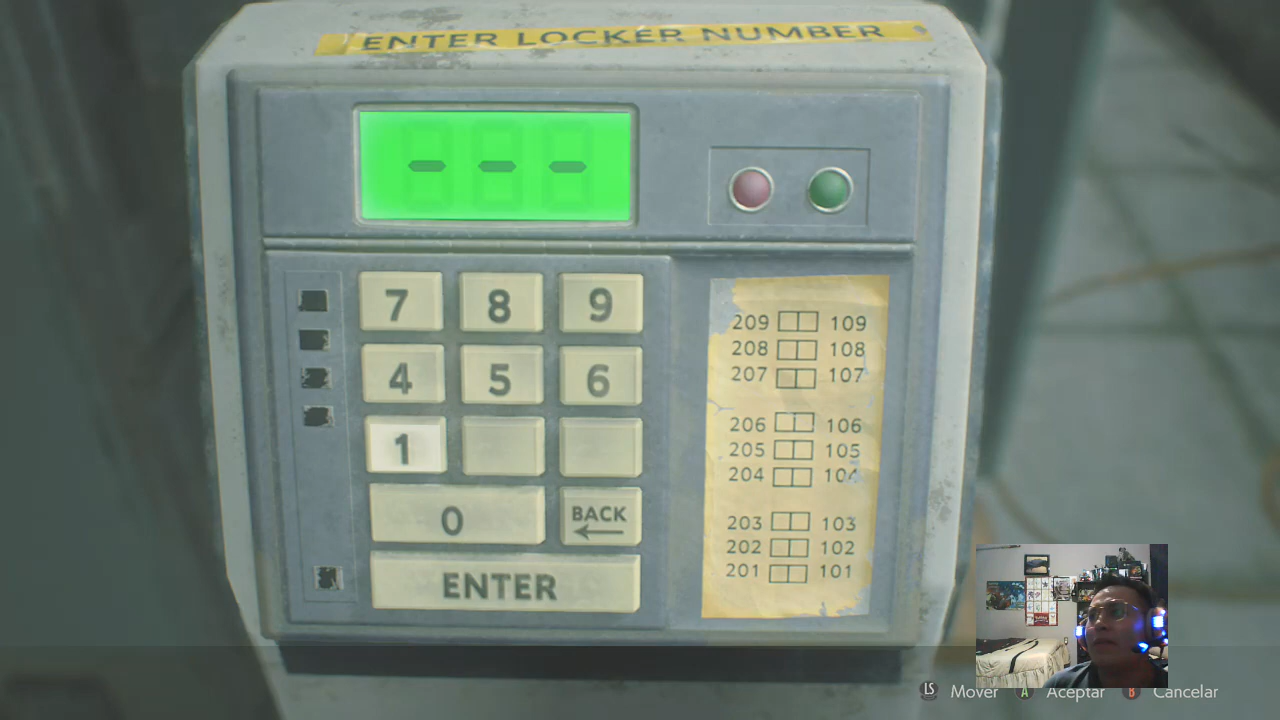 ENTER LOCKER NUMBER
7 8 9
4 5 6
1
0 BACK
ENTER
209 109
208 108
207 107
206 106
205 105
204 104
203 103
202 102
201 101
LS Mover A Aceptar B Cancelar